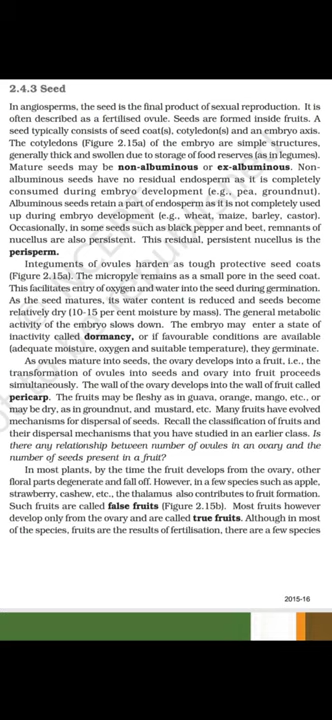 2.4.3 Seed
In angiosperms, the seed is the final product of sexual reproduction. It is
often described as a fertilised ovule. Seeds are formed inside fruits. A
seed typically consists of seed coat(s), cotyledon(s) and an embryo axis.
The cotyledons (Figure 2.15a) of the embryo are simple structures,
generally thick and swollen due to storage of food reserves (as in legumes).
Mature seeds may be non-albuminous or ex-albuminous. Non-
albuminous seeds have no residual endosperm as it is completely
consumed during embryo development (e.g., pea, groundnut).
Albuminous seeds retain a part of endosperm as it is not completely used
up during embryo development (e.g., wheat, maize, barley, castor).
Occasionally, in some seeds such as black pepper and beet, remnants of
nucellus are also persistent. This residual, persistent nucellus is the
perisperm.
Integuments of ovules harden as tough protective seed coats
(Figure 2.15a). The micropyle remains as a small pore in the seed coat.
This facilitates entry of oxygen and water into the seed during germination.
As the seed matures, its water content is reduced and seeds become
relatively dry (10-15 per cent moisture by mass). The general metabolic
activity of the embryo slows down. The embryo may enter a state of
inactivity called dormancy, or if favourable conditions are available
(adequate moisture, oxygen and suitable temperature), they germinate.
As ovules mature into seeds, the ovary develops into a fruit, i.e., the
transformation of ovules into seeds and ovary into fruit proceeds
simultaneously. The wall of the ovary develops into the wall of fruit called
pericarp. The fruits may be fleshy as in guava, orange, mango, etc., or
may be dry, as in groundnut, and mustard, etc. Many fruits have evolved
mechanisms for dispersal of seeds. Recall the classification of fruits and
their dispersal mechanisms that you have studied in an earlier class. Is
there any relationship between number of ovules in an ovary and the
number of seeds present in a fruit?
In most plants, by the time the fruit develops from the ovary, other
floral parts degenerate and fall off. However, in a few species such as apple,
strawberry, cashew, etc., the thalamus also contributes to fruit formation.
Such fruits are called false fruits (Figure 2.15b). Most fruits however
develop only from the ovary and are called true fruits. Although in most
of the species, fruits are the results of fertilisation, there are a few species
2015-16